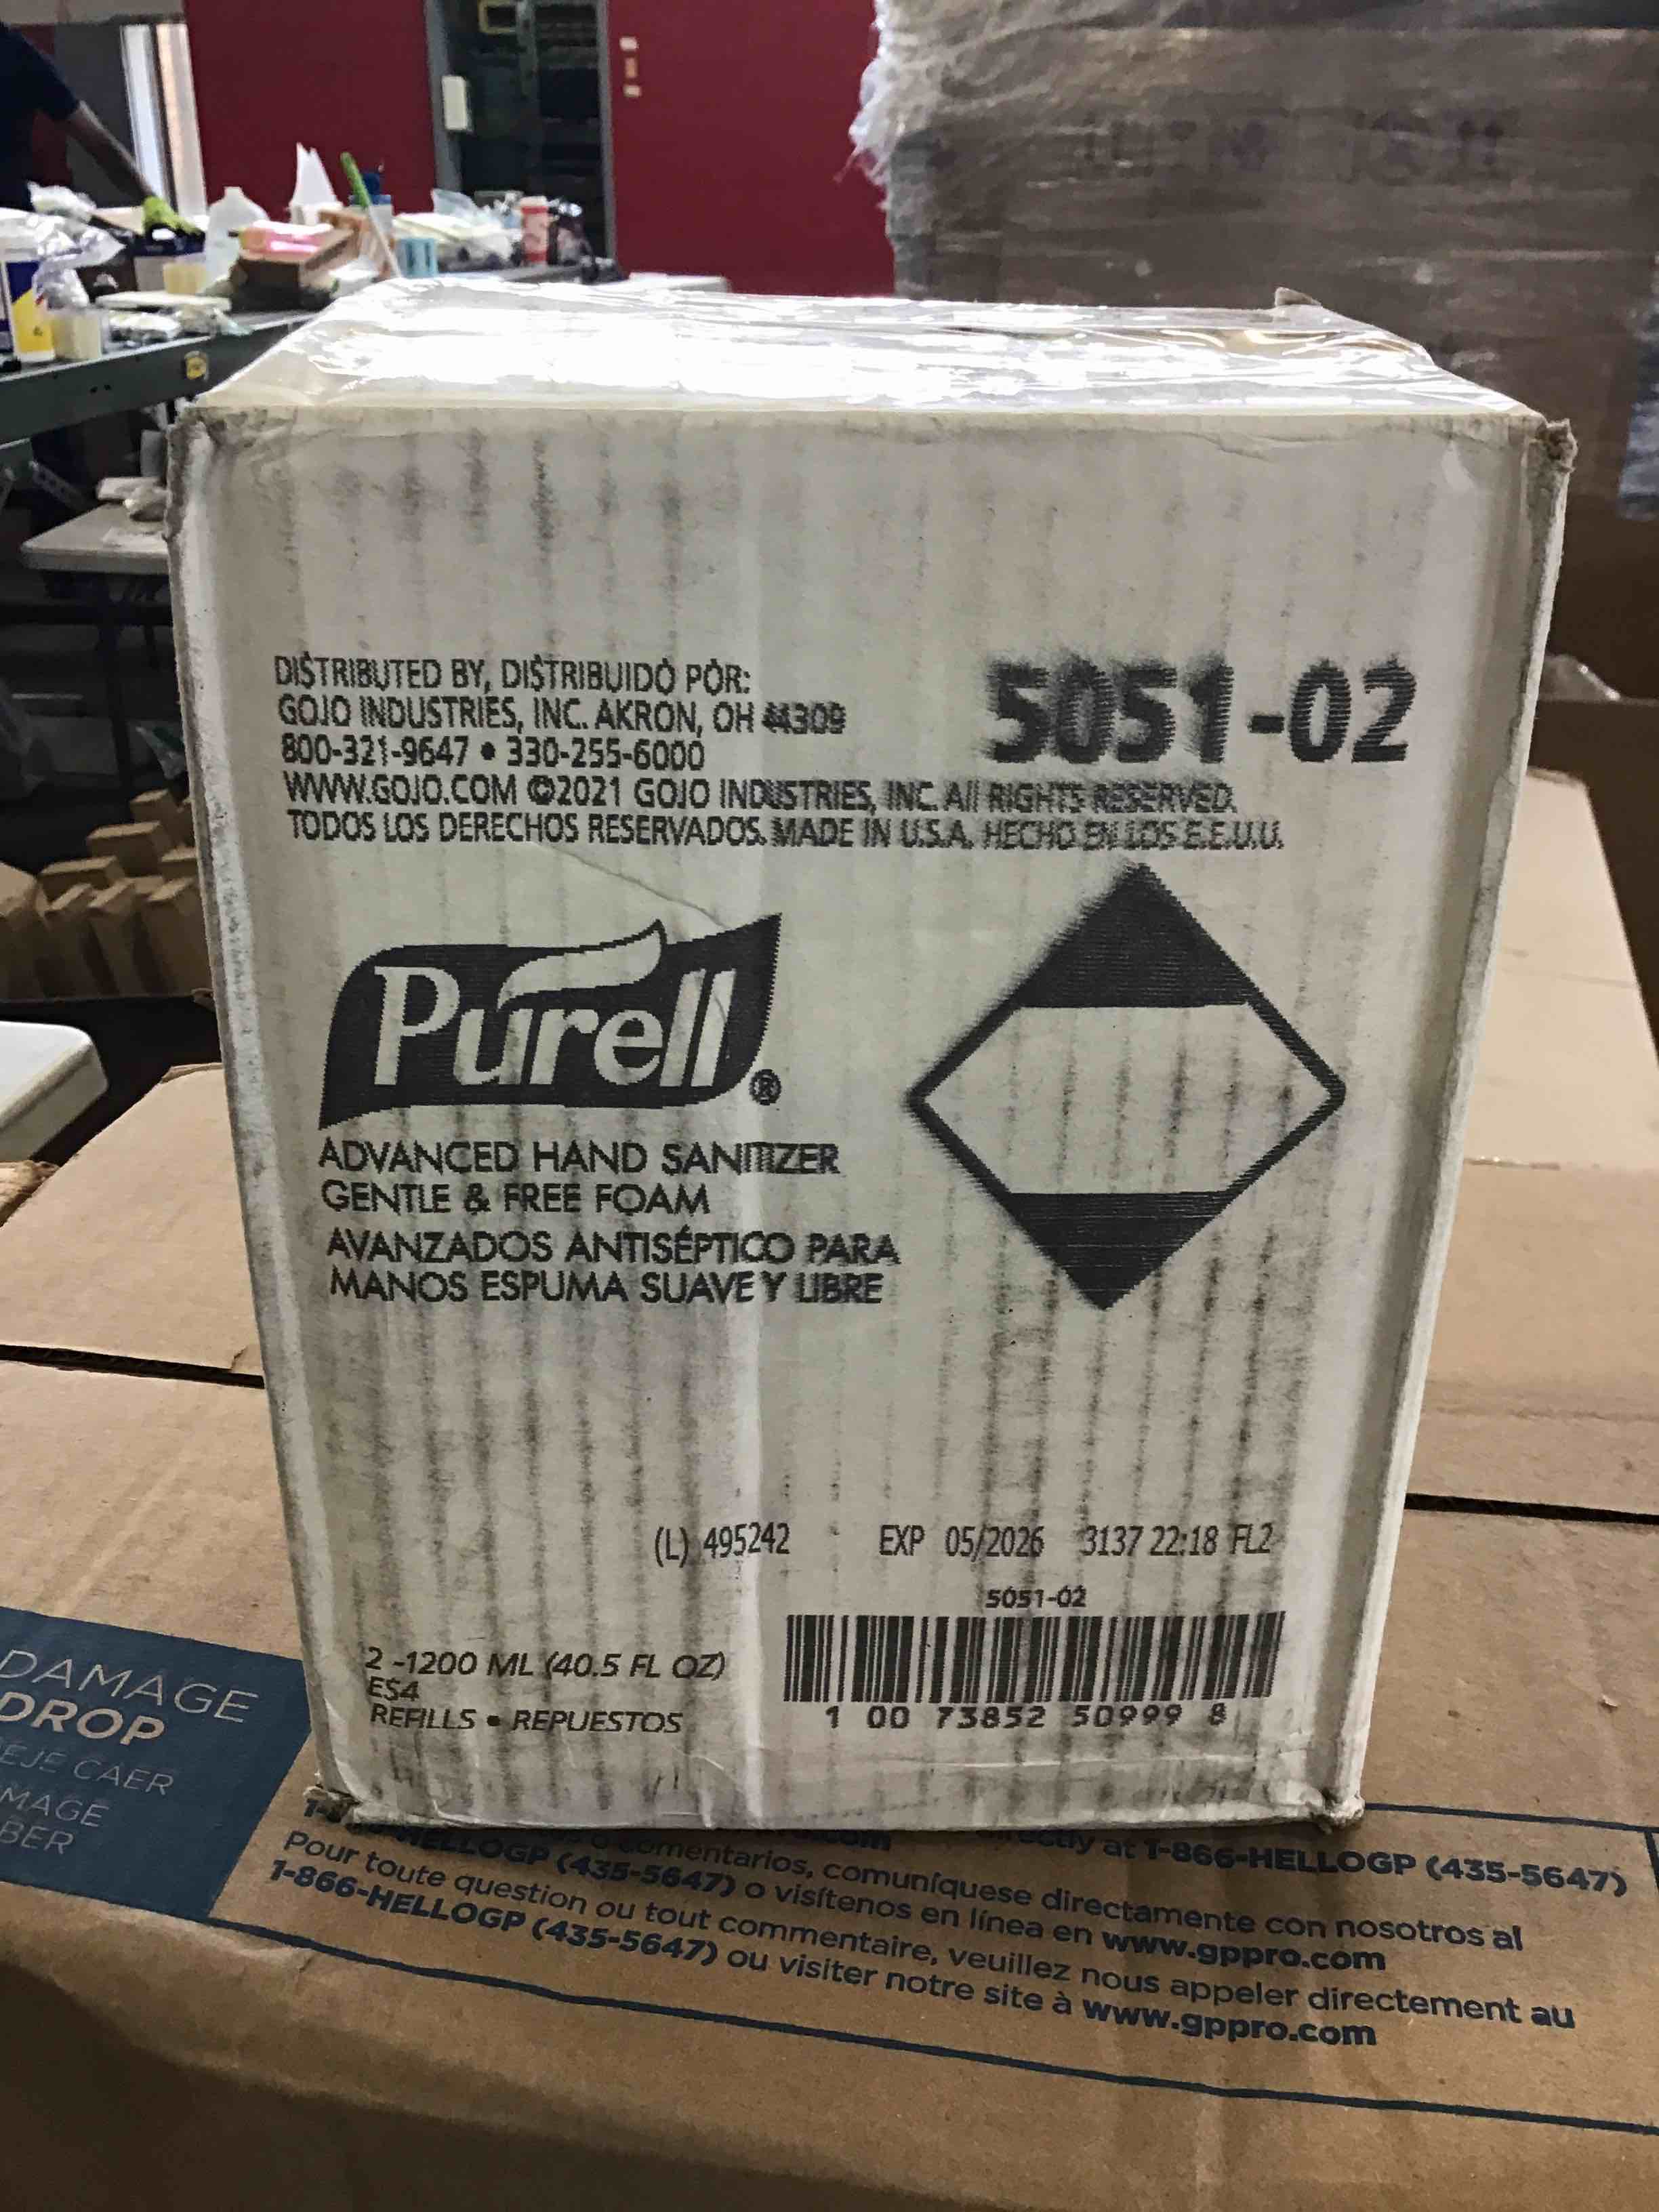 DISTRIBUTED BY, DISTRIBUIDO POR:
GOJO INDUSTRIES, INC. AKRON, OH 44309
800-321-9647 • 330-255-6000
WWW.GOJO.COM ©2021 GOJO INDUSTRIES, INC. All RIGHTS RESERVED.
TODOS LOS DERECHOS RESERVADOS. MADE IN U.S.A. HECHO EN LOS E.E.U.U.
5051-02
Purell®
ADVANCED HAND SANITIZER
GENTLE & FREE FOAM
AVANZADOS ANTISÉPTICO PARA
MANOS ESPUMA SUAVE Y LIBRE
(L) 495242 EXP 05/2026 3137 22:18 FL2
5051-02
2 -1200 ML (40.5 FL OZ)
ES4
REFILLS • REPUESTOS
1 00 73852 50999 8
DAMAGE
DROP
CAER
directly at 1-866-HELLOGP (435-5647)
comentarios, comuníquese directamente con nosotros al
HELLOGP (435-5647) o visítenos en línea en www.gppro.com
Pour toute question ou tout commentaire, veuillez nous appeler directement au
1-866-HELLOGP (435-5647) ou visiter notre site à www.gppro.com